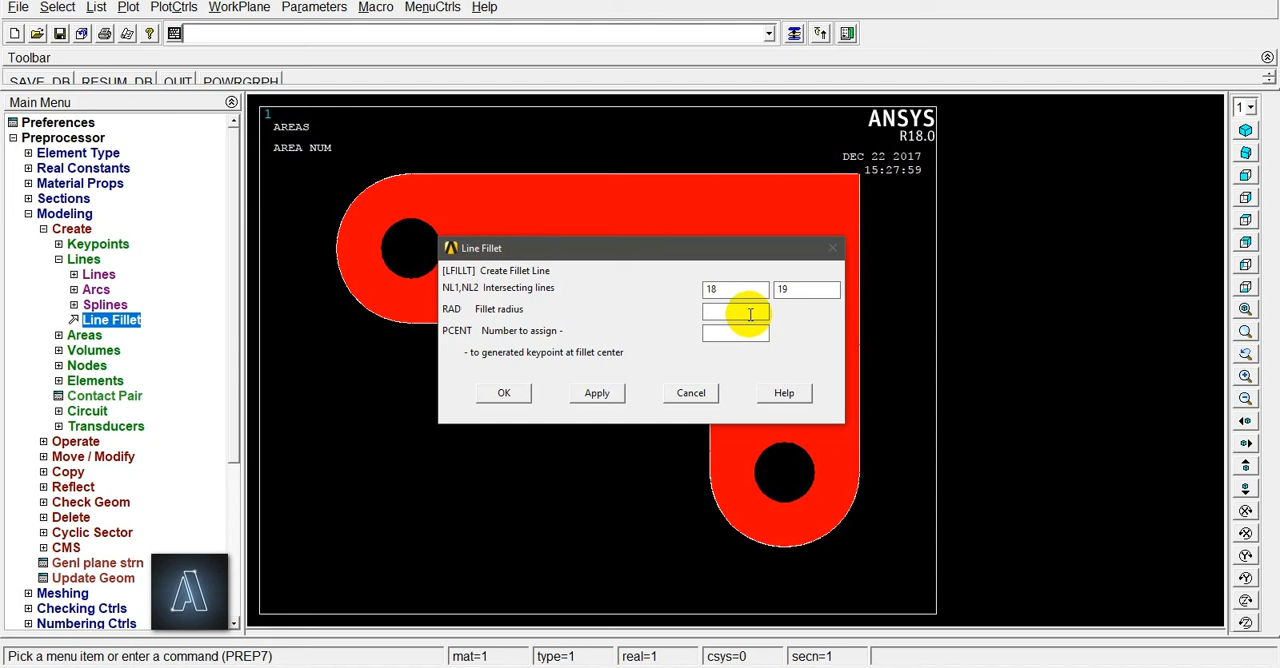 File Select List Plot PlotCtrls WorkPlane Parameters Macro MenuCtrls Help
Toolbar
SAVE_DB RESUM_DB QUIT POWRGRPH
Main Menu
Preferences
Preprocessor
Element Type
Real Constants
Material Props
Sections
Modeling
Create
Keypoints
Lines
Lines
Arcs
Splines
Line Fillet
Areas
Volumes
Nodes
Elements
Contact Pair
Circuit
Transducers
Operate
Move / Modify
Copy
Reflect
Check Geom
Delete
Cyclic Sector
CMS
Genl plane strn
Update Geom
Meshing
Checking Ctrls
Numbering Ctrls
1
AREAS
AREA NUM
ANSYS
R18.0
DEC 22 2017
15:27:59
Line Fillet
[LFILLT] Create Fillet Line
NL1,NL2 Intersecting lines 18 19
RAD Fillet radius
PCENT Number to assign -
- to generated keypoint at fillet center
OK Apply Cancel Help
1
Pick a menu item or enter a command (PREP7) mat=1 type=1 real=1 csys=0 secn=1